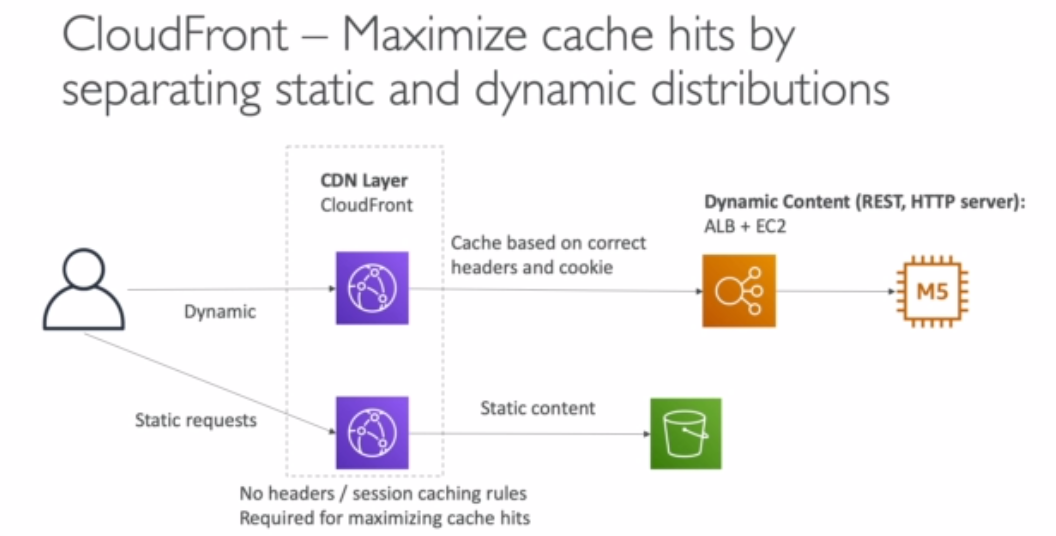 CloudFront – Maximize cache hits by
separating static and dynamic distributions
CDN Layer
CloudFront
Dynamic Content (REST, HTTP server):
ALB + EC2
Cache based on correct
headers and cookie
M5
Dynamic
Static requests
Static content
No headers / session caching rules
Required for maximizing cache hits